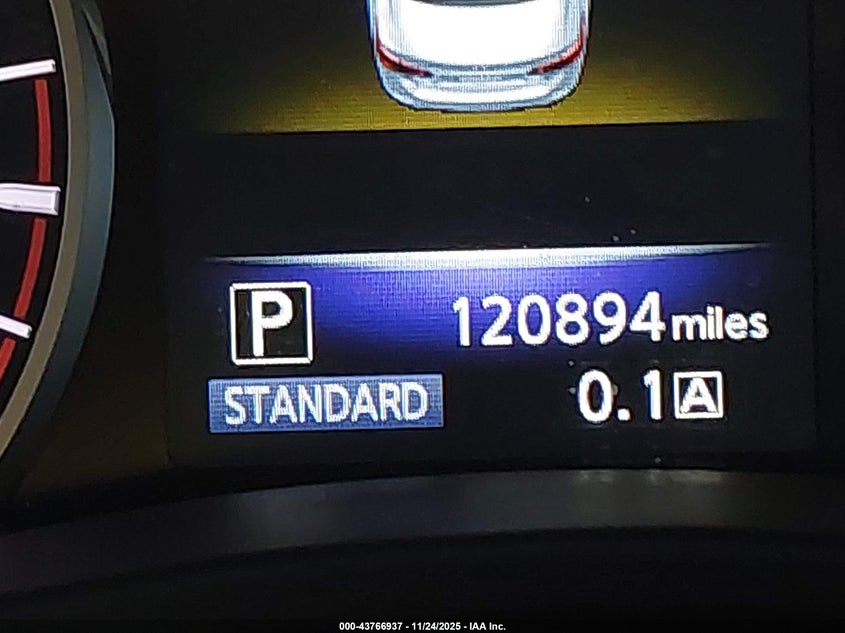 P 120894 miles
STANDARD 0.1 A
000-43766937 - 11/24/2025 - IAA Inc.